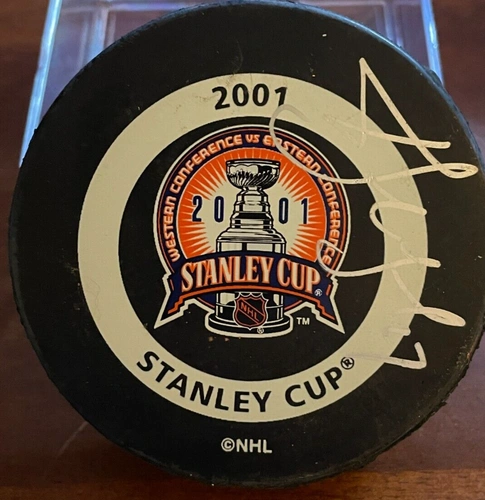 2001
WESTERN CONFERENCE VS EASTERN CONFERENCE
2001
STANLEY CUP®
NHL
TM
STANLEY CUP®
©NHL